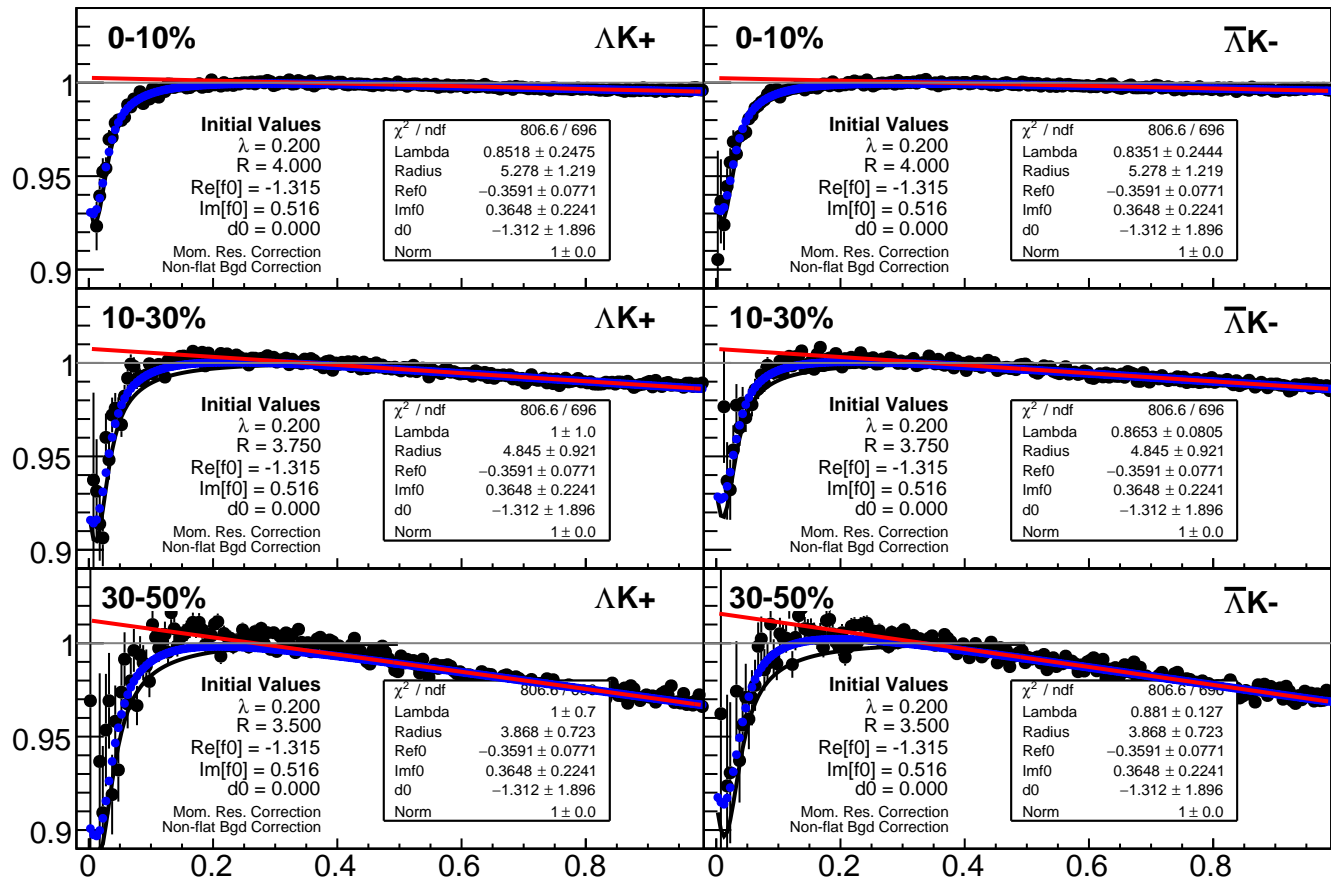 0-10%
ΛK+
1
0.95
0.9
Initial Values
λ = 0.200
R = 4.000
Re[f0] = -1.315
Im[f0] = 0.516
d0 = 0.000
Mom. Res. Correction
Non-flat Bgd Correction
χ² / ndf 806.6 / 696
Lambda 0.8518 ± 0.2475
Radius 5.278 ± 1.219
Ref0 −0.3591 ± 0.0771
Imf0 0.3648 ± 0.2241
d0 −1.312 ± 1.896
Norm 1 ± 0.0
0-10%
Λ̅K-
Initial Values
λ = 0.200
R = 4.000
Re[f0] = -1.315
Im[f0] = 0.516
d0 = 0.000
Mom. Res. Correction
Non-flat Bgd Correction
χ² / ndf 806.6 / 696
Lambda 0.8351 ± 0.2444
Radius 5.278 ± 1.219
Ref0 −0.3591 ± 0.0771
Imf0 0.3648 ± 0.2241
d0 −1.312 ± 1.896
Norm 1 ± 0.0
10-30%
ΛK+
1
0.95
0.9
Initial Values
λ = 0.200
R = 3.750
Re[f0] = -1.315
Im[f0] = 0.516
d0 = 0.000
Mom. Res. Correction
Non-flat Bgd Correction
χ² / ndf 806.6 / 696
Lambda 1 ± 1.0
Radius 4.845 ± 0.921
Ref0 −0.3591 ± 0.0771
Imf0 0.3648 ± 0.2241
d0 −1.312 ± 1.896
Norm 1 ± 0.0
10-30%
Λ̅K-
Initial Values
λ = 0.200
R = 3.750
Re[f0] = -1.315
Im[f0] = 0.516
d0 = 0.000
Mom. Res. Correction
Non-flat Bgd Correction
χ² / ndf 806.6 / 696
Lambda 0.8653 ± 0.0805
Radius 4.845 ± 0.921
Ref0 −0.3591 ± 0.0771
Imf0 0.3648 ± 0.2241
d0 −1.312 ± 1.896
Norm 1 ± 0.0
30-50%
ΛK+
1
0.95
0.9
Initial Values
λ = 0.200
R = 3.500
Re[f0] = -1.315
Im[f0] = 0.516
d0 = 0.000
Mom. Res. Correction
Non-flat Bgd Correction
χ² / ndf 806.6 / 696
Lambda 1 ± 0.7
Radius 3.868 ± 0.723
Ref0 −0.3591 ± 0.0771
Imf0 0.3648 ± 0.2241
d0 −1.312 ± 1.896
Norm 1 ± 0.0
30-50%
Λ̅K-
Initial Values
λ = 0.200
R = 3.500
Re[f0] = -1.315
Im[f0] = 0.516
d0 = 0.000
Mom. Res. Correction
Non-flat Bgd Correction
χ² / ndf 806.6 / 696
Lambda 0.881 ± 0.127
Radius 3.868 ± 0.723
Ref0 −0.3591 ± 0.0771
Imf0 0.3648 ± 0.2241
d0 −1.312 ± 1.896
Norm 1 ± 0.0
0 0.2 0.4 0.6 0.8 0 0.2 0.4 0.6 0.8